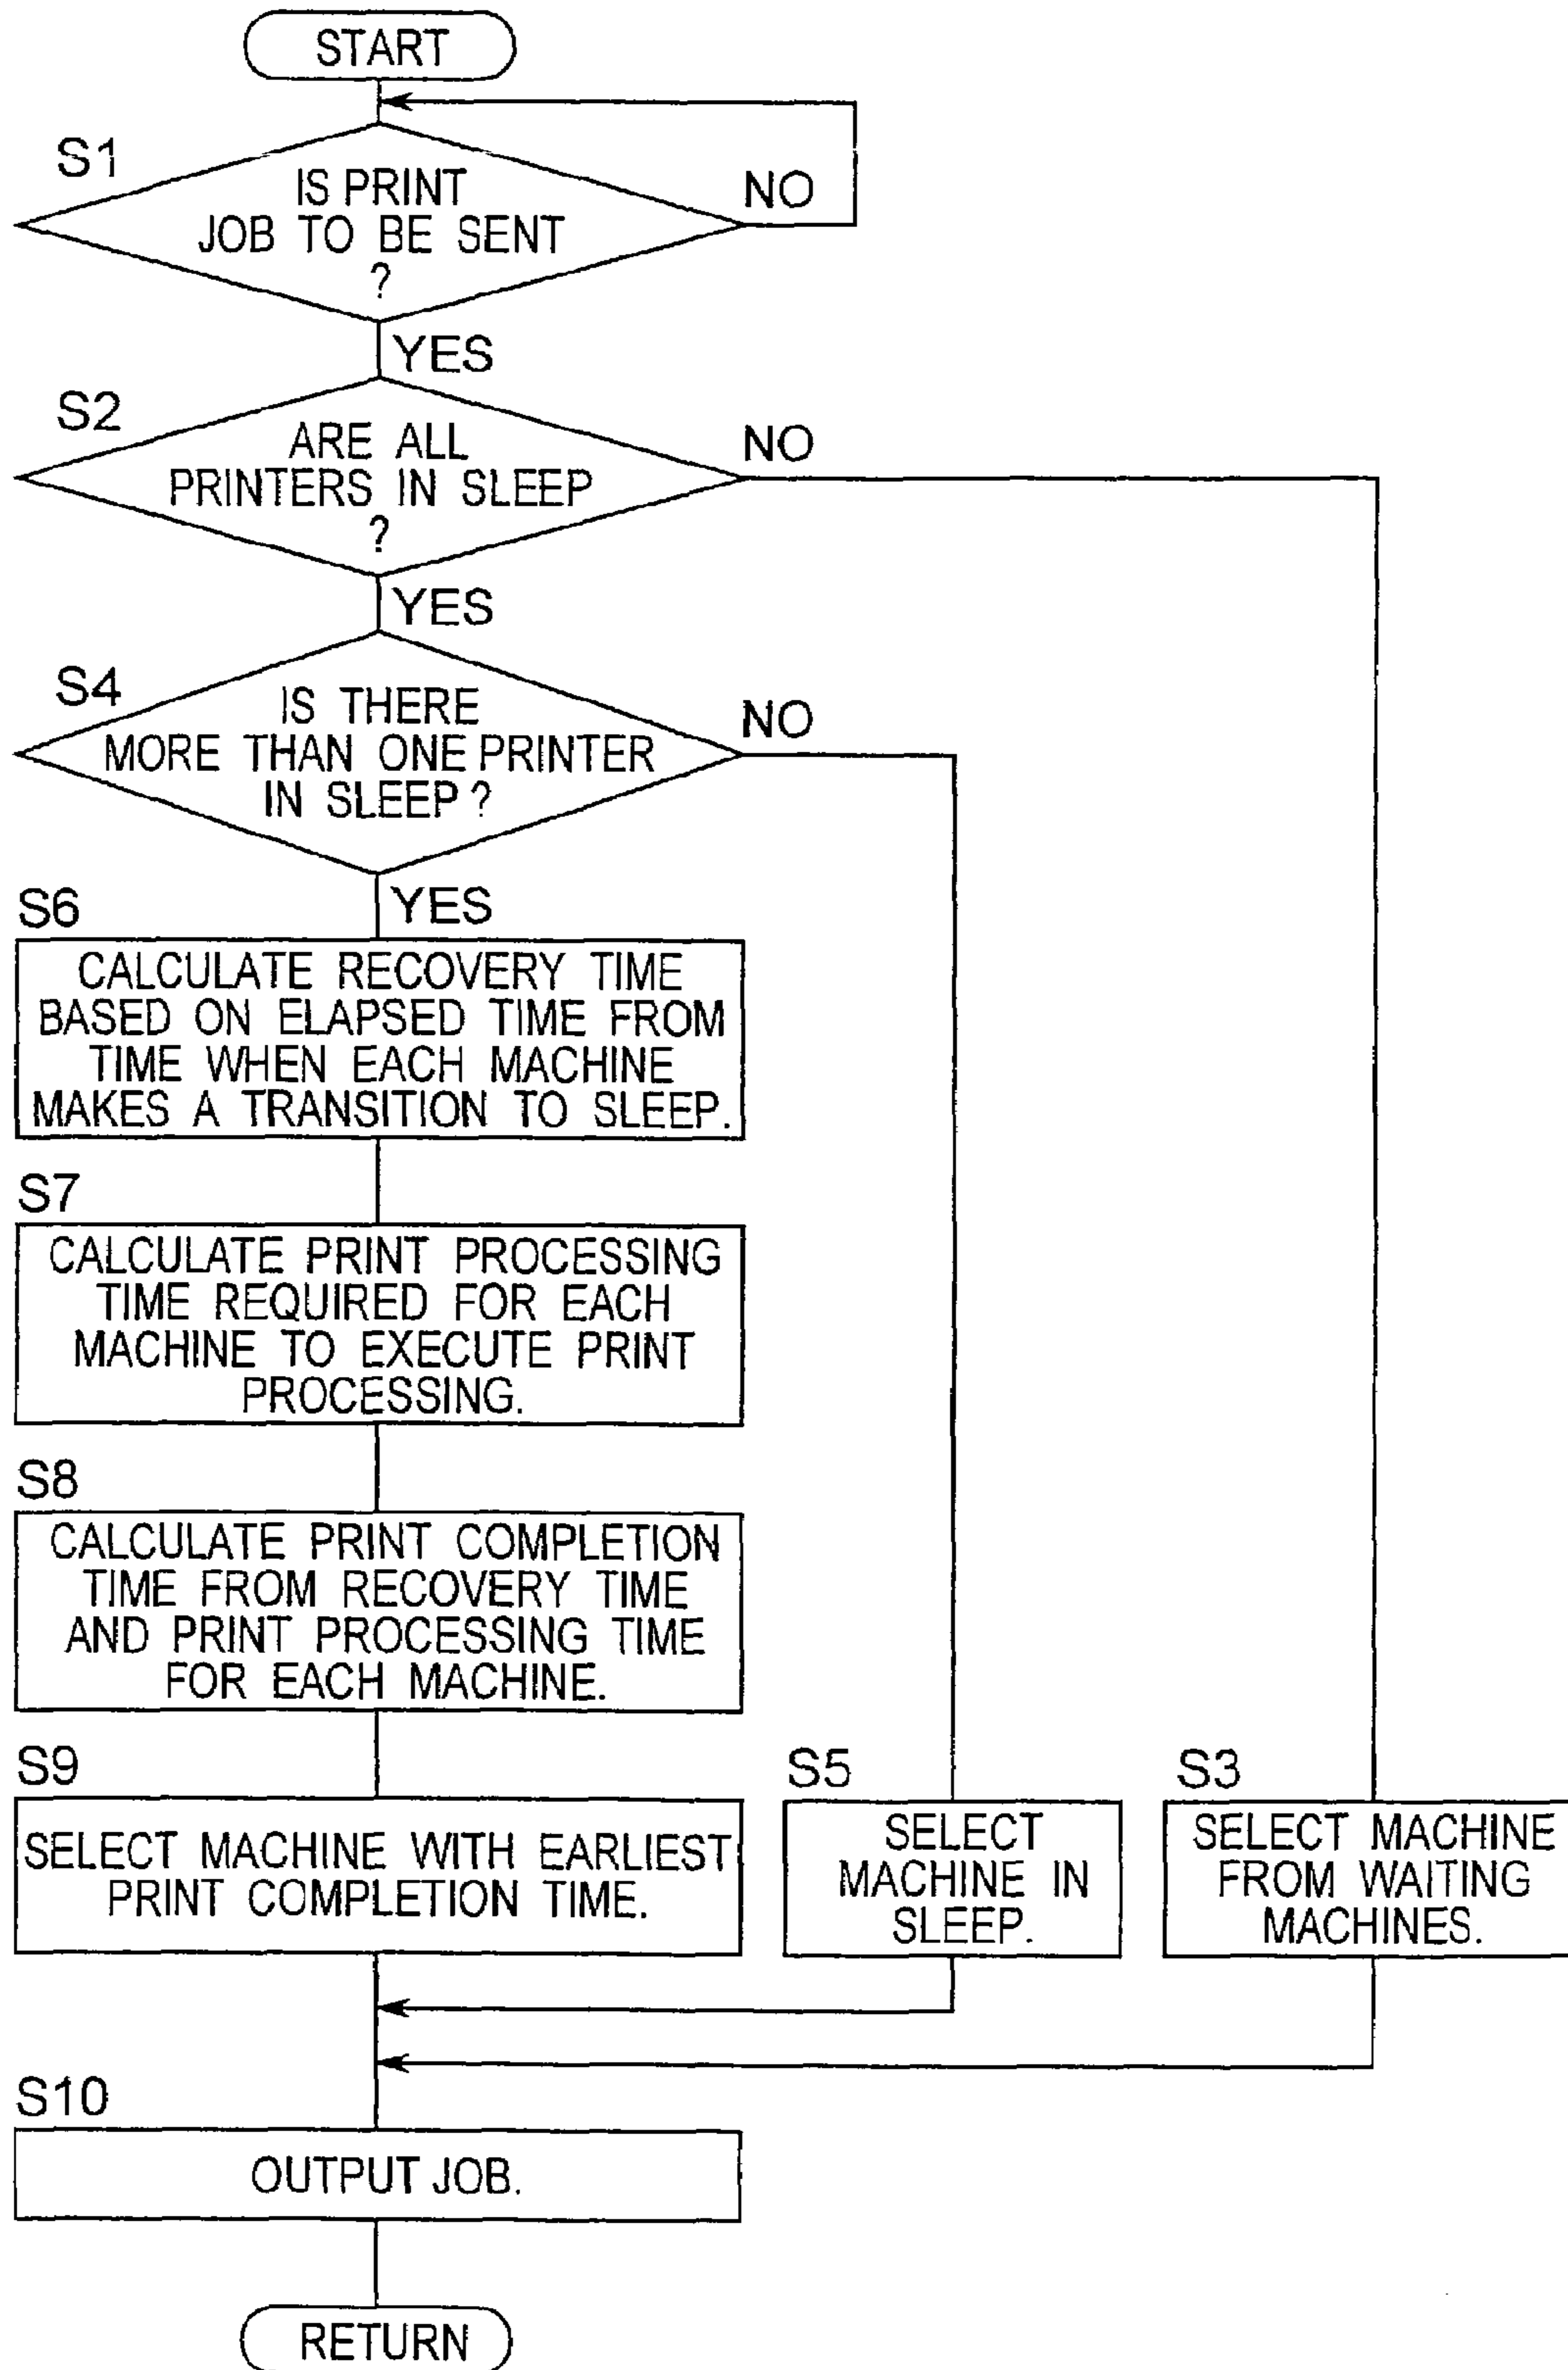 START
S1
IS PRINT
JOB TO BE SENT
?
NO
YES
S2
ARE ALL
PRINTERS IN SLEEP
?
NO
YES
S4
IS THERE
MORE THAN ONE PRINTER
IN SLEEP ?
NO
YES
S6
CALCULATE RECOVERY TIME
BASED ON ELAPSED TIME FROM
TIME WHEN EACH MACHINE
MAKES A TRANSITION TO SLEEP.
S7
CALCULATE PRINT PROCESSING
TIME REQUIRED FOR EACH
MACHINE TO EXECUTE PRINT
PROCESSING.
S8
CALCULATE PRINT COMPLETION
TIME FROM RECOVERY TIME
AND PRINT PROCESSING TIME
FOR EACH MACHINE.
S9
SELECT MACHINE WITH EARLIEST
PRINT COMPLETION TIME.
S5
SELECT
MACHINE IN
SLEEP.
S3
SELECT MACHINE
FROM WAITING
MACHINES.
S10
OUTPUT JOB.
RETURN